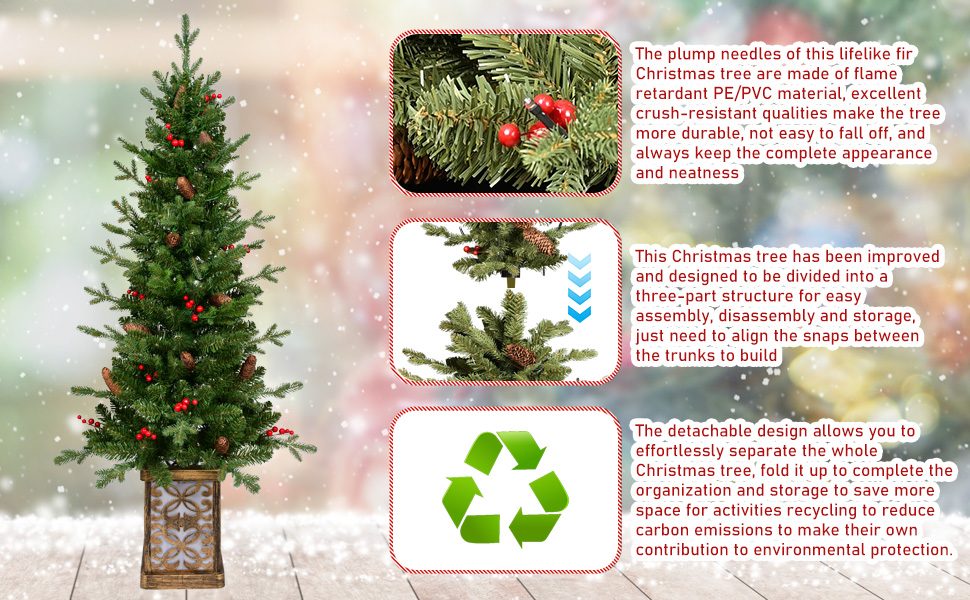 The plump needles of this lifelike fir
Christmas tree are made of flame
retardant PE/PVC material, excellent
crush-resistant qualities make the tree
more durable, not easy to fall off, and
always keep the complete appearance
and neatness
This Christmas tree has been improved
and designed to be divided into a
three-part structure for easy
assembly, disassembly and storage,
just need to align the snaps between
the trunks to build
The detachable design allows you to
effortlessly separate the whole
Christmas tree, fold it up to complete the
organization and storage to save more
space for activities recycling to reduce
carbon emissions to make their own
contribution to environmental protection.